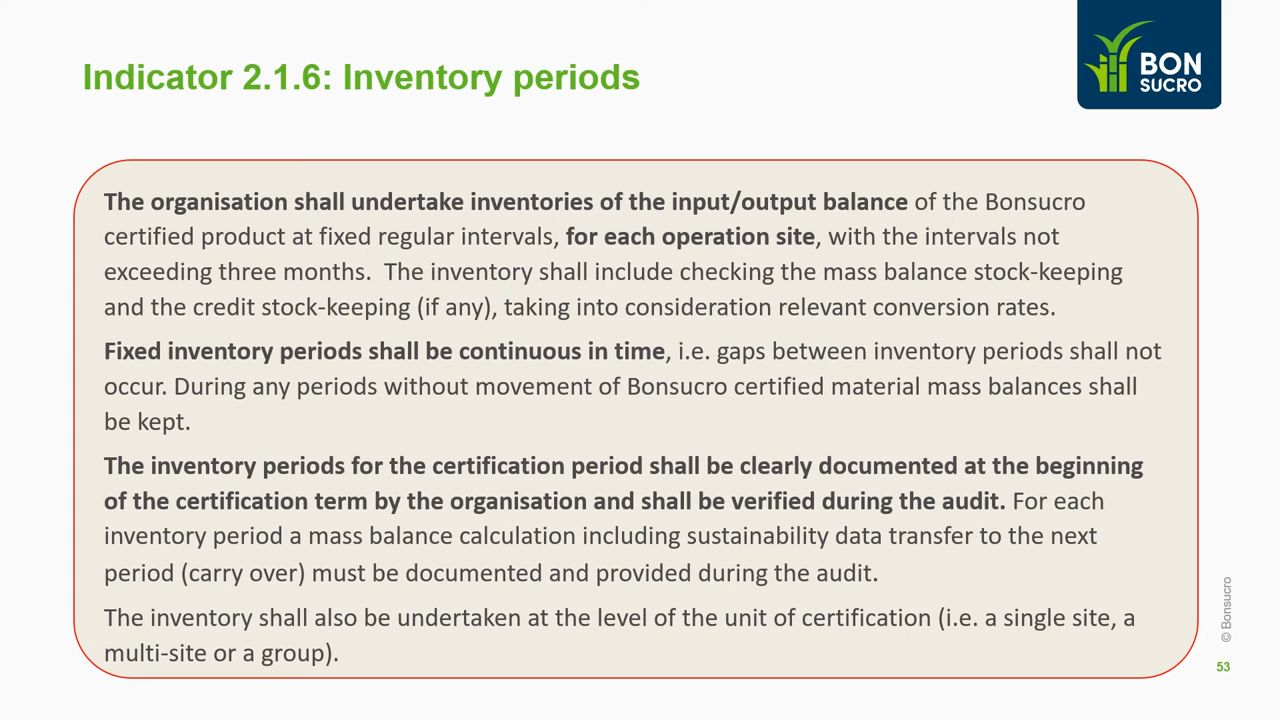 Indicator 2.1.6: Inventory periods
BON
SUCRO
The organisation shall undertake inventories of the input/output balance of the Bonsucro
certified product at fixed regular intervals, for each operation site, with the intervals not
exceeding three months.  The inventory shall include checking the mass balance stock-keeping
and the credit stock-keeping (if any), taking into consideration relevant conversion rates.
Fixed inventory periods shall be continuous in time, i.e. gaps between inventory periods shall not
occur. During any periods without movement of Bonsucro certified material mass balances shall
be kept.
The inventory periods for the certification period shall be clearly documented at the beginning
of the certification term by the organisation and shall be verified during the audit. For each
inventory period a mass balance calculation including sustainability data transfer to the next
period (carry over) must be documented and provided during the audit.
The inventory shall also be undertaken at the level of the unit of certification (i.e. a single site, a
multi-site or a group).
© Bonsucro
53